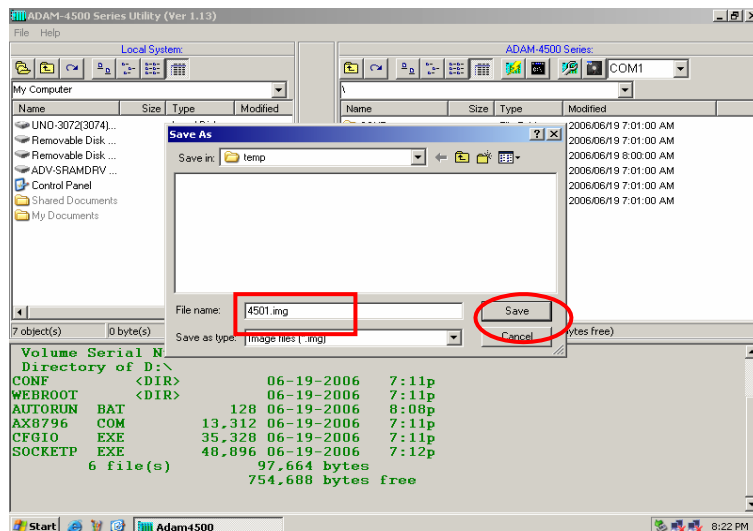 ADAM-4500 Series Utility (Ver 1.13)
File Help
Local System:
ADAM-4500 Series:
COM1
My Computer
\
Name Size Type Modified
Name Size Type Modified
UNO-3072(3074)...
Removable Disk ...
Removable Disk ...
ADV-SRAMDRV ...
Control Panel
Shared Documents
My Documents
2006/06/19 7:01:00 AM
2006/06/19 7:01:00 AM
2006/06/19 8:00:00 AM
2006/06/19 7:01:00 AM
2006/06/19 7:01:00 AM
2006/06/19 7:01:00 AM
Save As
Save in: temp
File name: 4501.img
Save
Save as type: Image files (*.img)
Cancel
7 object(s) 0 byte(s)
bytes free)
Volume Serial N
Directory of D:\
CONF <DIR> 06-19-2006 7:11p
WEBROOT <DIR> 06-19-2006 7:11p
AUTORUN BAT 128 06-19-2006 8:08p
AX8796 COM 13,312 06-19-2006 7:11p
CFGIO EXE 35,328 06-19-2006 7:11p
SOCKETP EXE 48,896 06-19-2006 7:12p
6 file(s) 97,664 bytes
754,688 bytes free
Start
Adam4500
8:22 PM